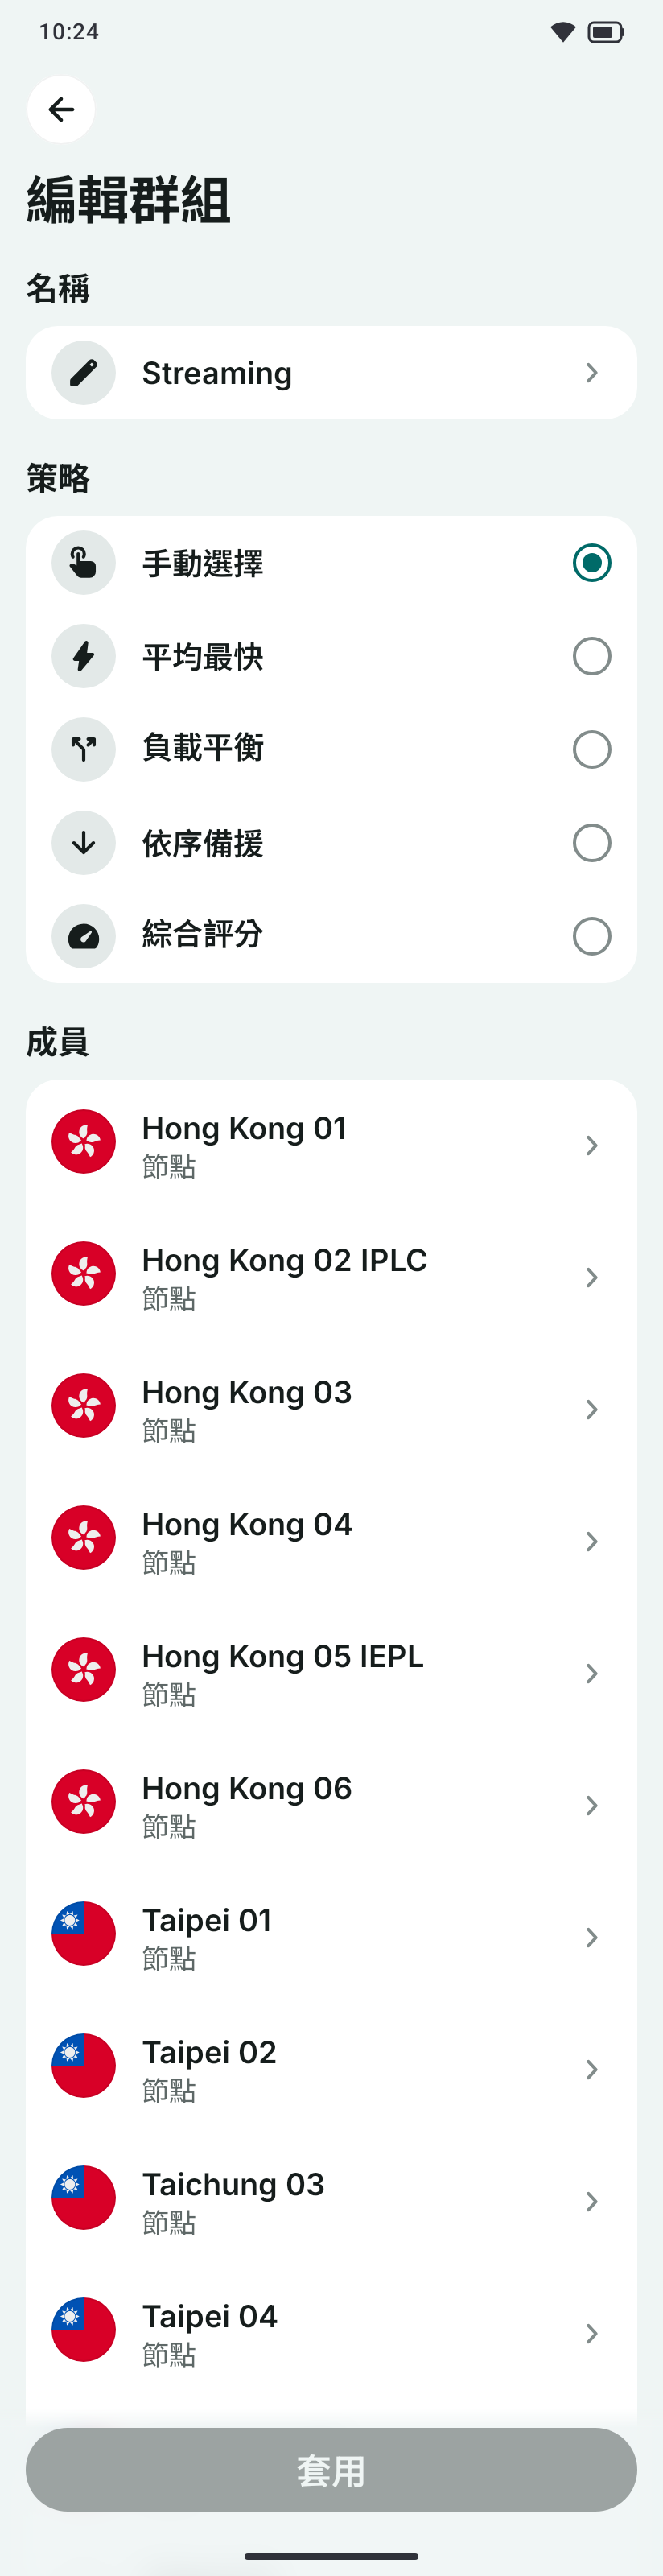 10:24
編輯群組
名稱
Streaming
策略
手動選擇
平均最快
負載平衡
依序備援
綜合評分
成員
Hong Kong 01
節點
Hong Kong 02 IPLC
節點
Hong Kong 03
節點
Hong Kong 04
節點
Hong Kong 05 IEPL
節點
Hong Kong 06
節點
Taipei 01
節點
Taipei 02
節點
Taichung 03
節點
Taipei 04
節點
套用